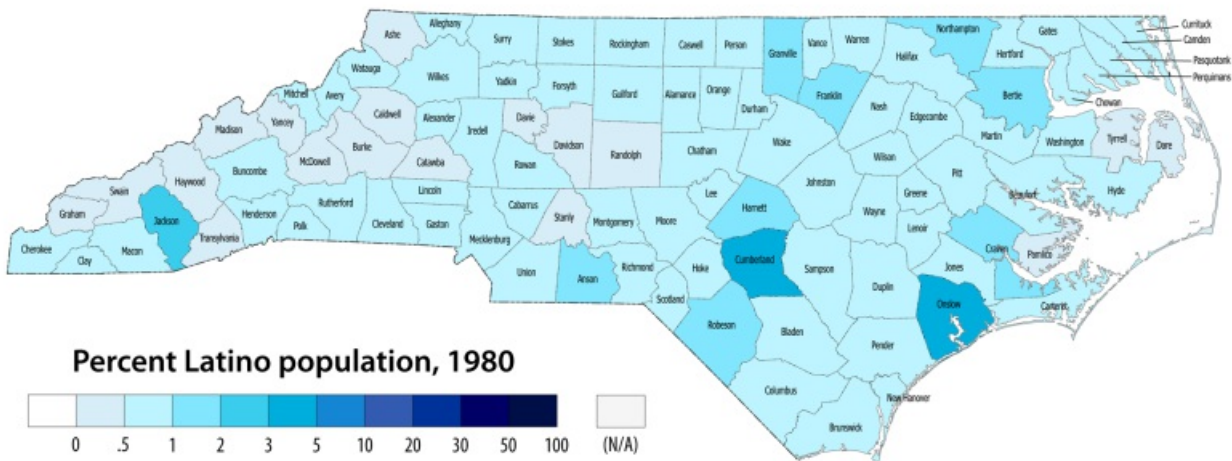 Ashe
Alleghany
Surry
Stokes
Rockingham
Caswell
Person
Granville
Vance
Warren
Northampton
Gates
Currituck
Camden
Pasquotank
Perquimans
Hertford
Halifax
Watauga
Wilkes
Yadkin
Forsyth
Guilford
Alamance
Orange
Durham
Franklin
Bertie
Chowan
Mitchell
Avery
Caldwell
Alexander
Iredell
Davie
Nash
Edgecombe
Martin
Washington
Tyrrell
Dare
Madison
Yancey
McDowell
Burke
Catawba
Rowan
Davidson
Randolph
Chatham
Wake
Wilson
Pitt
Beaufort
Hyde
Swain
Haywood
Buncombe
Lincoln
Rutherford
Lee
Johnston
Greene
Graham
Jackson
Transylvania
Henderson
Polk
Cleveland
Gaston
Cabarrus
Stanly
Montgomery
Moore
Harnett
Wayne
Lenoir
Craven
Pamlico
Cherokee
Clay
Macon
Mecklenburg
Union
Anson
Richmond
Hoke
Scotland
Cumberland
Sampson
Duplin
Jones
Onslow
Carteret
Robeson
Bladen
Pender
Columbus
New Hanover
Brunswick
Percent Latino population, 1980
0 .5 1 2 3 5 10 20 30 50 100
(N/A)